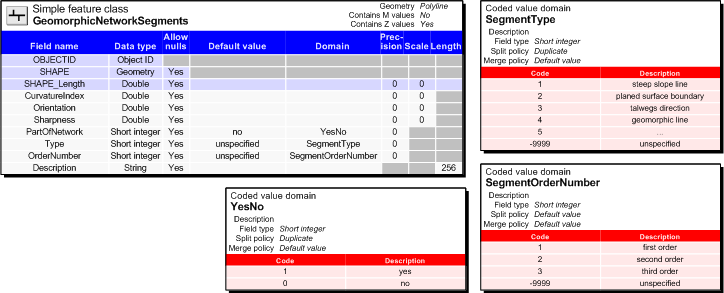 Simple feature class
GeomorphicNetworkSegments
Geometry Polyline
Contains M values No
Contains Z values Yes
Field name Data type Allow nulls Default value Domain Prec-ision Scale Length
OBJECTID Object ID
SHAPE Geometry Yes
SHAPE_Length Double Yes 0 0
CurvatureIndex Double Yes 0 0
Orientation Double Yes 0 0
Sharpness Double Yes 0 0
PartOfNetwork Short integer Yes no YesNo 0
Type Short integer Yes unspecified SegmentType 0
OrderNumber Short integer Yes unspecified SegmentOrderNumber 0
Description String Yes 256
Coded value domain
YesNo
Description
Field type Short integer
Split policy Duplicate
Merge policy Default value
Code Description
1 yes
0 no
Coded value domain
SegmentType
Description
Field type Short integer
Split policy Duplicate
Merge policy Default value
Code Description
1 steep slope line
2 planed surface boundary
3 talwegs direction
4 geomorphic line
5 ...
-9999 unspecified
Coded value domain
SegmentOrderNumber
Description
Field type Short integer
Split policy Default value
Merge policy Default value
Code Description
1 first order
2 second order
3 third order
-9999 unspecified